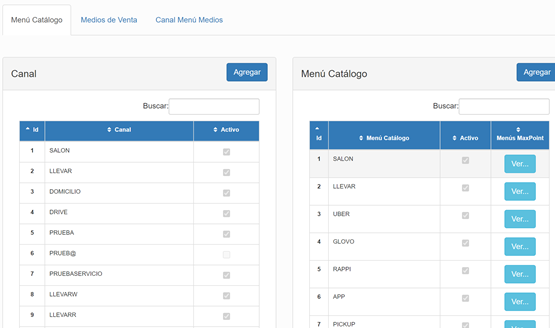 Menú Catálogo Medios de Venta Canal Menú Medios
Canal Agregar
Buscar:
Id Canal Activo
1 SALON
2 LLEVAR
3 DOMICILIO
4 DRIVE
5 PRUEBA
6 PRUEB@
7 PRUEBASERVICIO
8 LLEVARW
9 LLEVARR
Menú Catálogo Agregar
Buscar:
Id Menú Catálogo Activo Menús MaxPoint
1 SALON Ver...
2 LLEVAR Ver...
3 UBER Ver...
4 GLOVO Ver...
5 RAPPI Ver...
6 APP Ver...
7 PICKUP Ver...